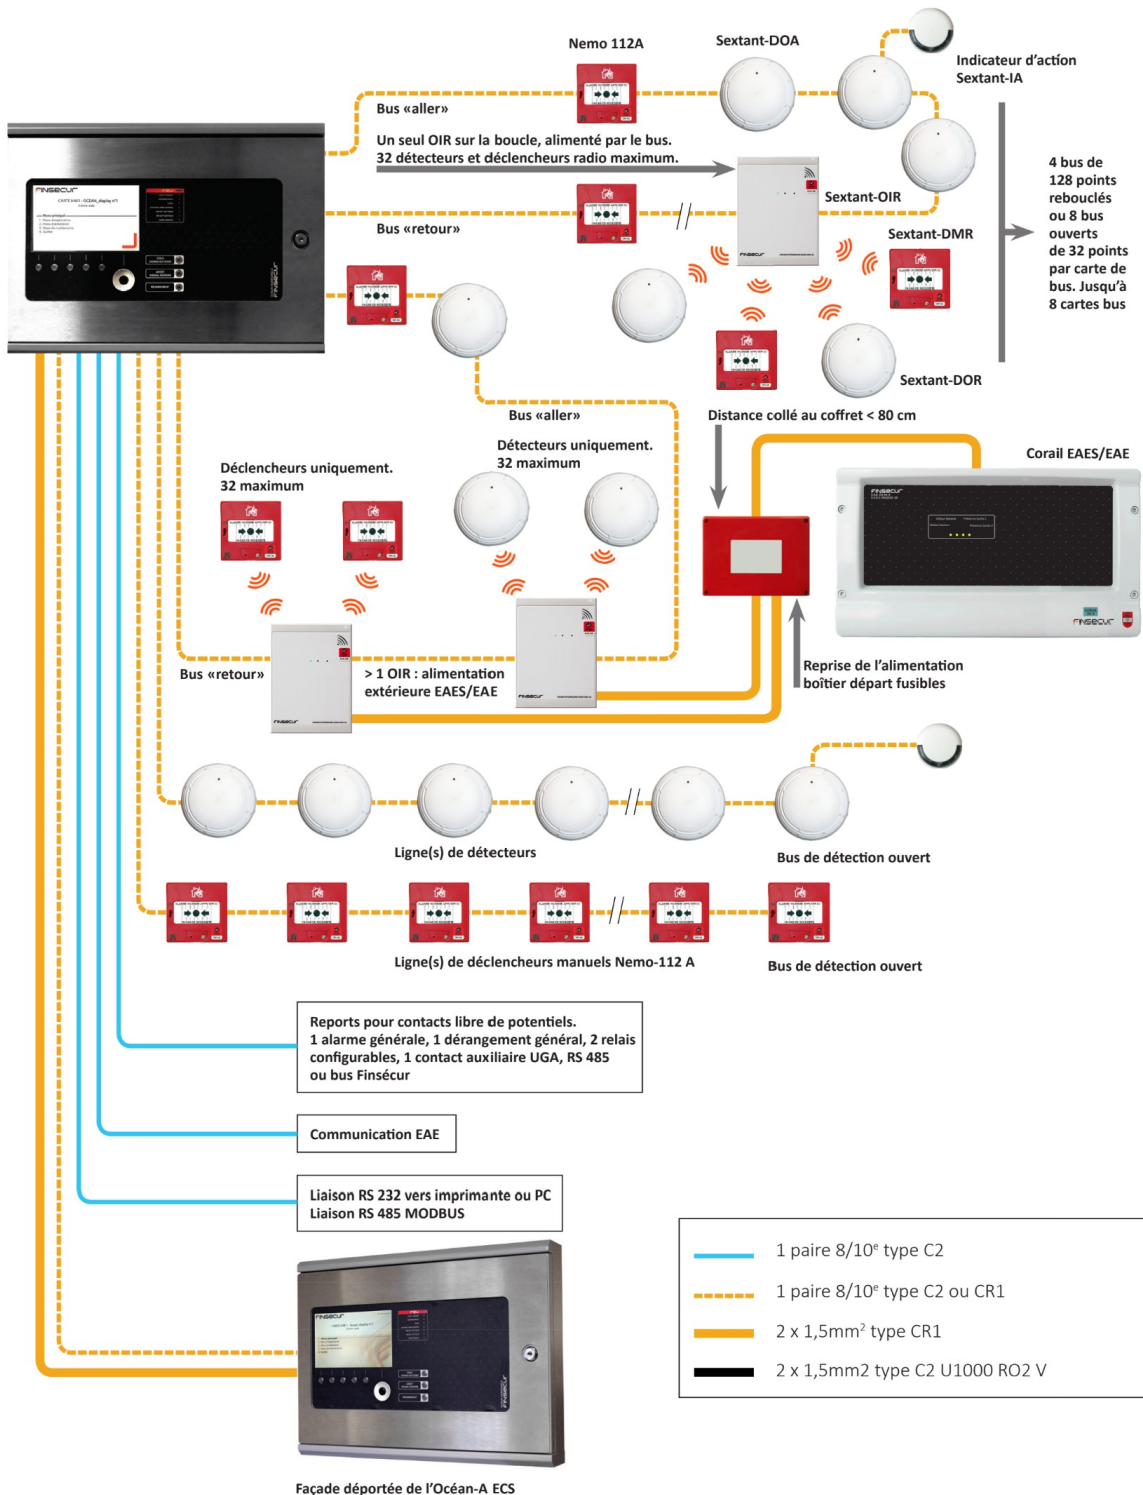 Nemo 112A
Sextant-DOA
Indicateur d’action
Sextant-IA
Bus «aller»
Un seul OIR sur la boucle, alimenté par le bus.
32 détecteurs et déclencheurs radio maximum.
FINSECUR
Bus «retour»
Sextant-OIR
Sextant-DMR
FINSECUR
4 bus de
128 points
rebouclés
ou 8 bus
ouverts
de 32 points
par carte de
bus. Jusqu’à
8 cartes bus
FINSECUR
Sextant-DOR
Bus «aller»
Distance collé au coffret < 80 cm
Détecteurs uniquement.
32 maximum
Déclencheurs uniquement.
32 maximum
Corail EAES/EAE
FINSECUR
FINSECUR
Bus «retour»
> 1 OIR : alimentation
extérieure EAES/EAE
FINSECUR
FINSECUR
Reprise de l’alimentation
boîtier départ fusibles
Ligne(s) de détecteurs
Bus de détection ouvert
Ligne(s) de déclencheurs manuels Nemo-112 A
Bus de détection ouvert
Reports pour contacts libre de potentiels.
1 alarme générale, 1 dérangement général, 2 relais
configurables, 1 contact auxiliaire UGA, RS 485
ou bus Finsécur
Communication EAE
Liaison RS 232 vers imprimante ou PC
Liaison RS 485 MODBUS
1 paire 8/10e type C2
1 paire 8/10e type C2 ou CR1
2 x 1,5mm² type CR1
2 x 1,5mm2 type C2 U1000 RO2 V
FINSECUR
Façade déportée de l’Océan-A ECS